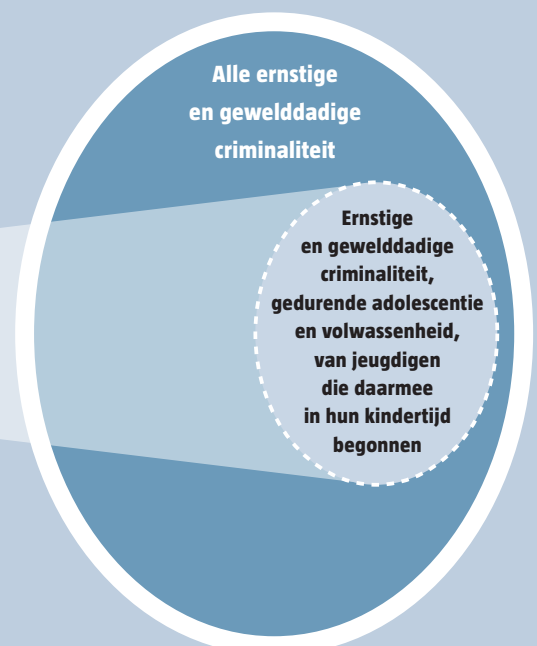 Alle ernstige
en gewelddadige
criminaliteit
Ernstige
en gewelddadige
criminaliteit,
gedurende adolescentie
en volwassenheid,
van jeugdigen
die daarmee
in hun kindertijd
begonnen